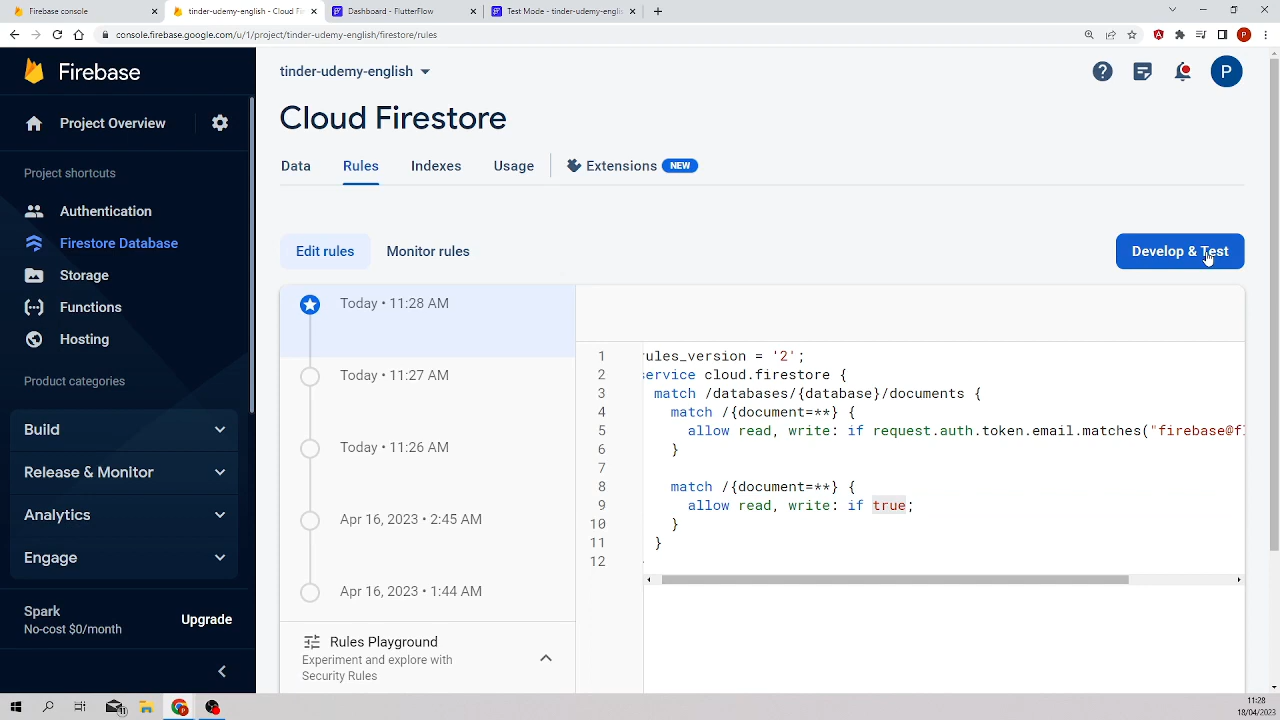 Firebase console
tinder-udemy-english - Cloud Fi
Dashboard - FlutterFlow
Test Mode - tinder-udemy-englis
console.firebase.google.com/u/1/project/tinder-udemy-english/firestore/rules
Firebase
Project Overview
Project shortcuts
Authentication
Firestore Database
Storage
Functions
Hosting
Product categories
Build
Release & Monitor
Analytics
Engage
Spark
No-cost $0/month
Upgrade
tinder-udemy-english
P
Cloud Firestore
Data
Rules
Indexes
Usage
Extensions NEW
Edit rules
Monitor rules
Develop & Test
Today • 11:28 AM
Today • 11:27 AM
Today • 11:26 AM
Apr 16, 2023 • 2:45 AM
Apr 16, 2023 • 1:44 AM
Rules Playground
Experiment and explore with
Security Rules
1 rules_version = '2';
2 service cloud.firestore {
3 match /databases/{database}/documents {
4 match /{document=**} {
5 allow read, write: if request.auth.token.email.matches("firebase@f
6 }
7
8 match /{document=**} {
9 allow read, write: if true;
10 }
11 }
12
11:28
18/04/2023